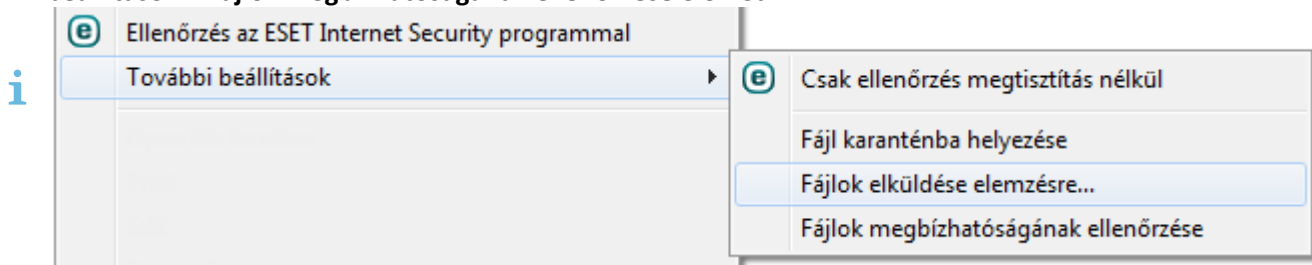 Ellenőrzés az ESET Internet Security programmal
További beállítások
Csak ellenőrzés megtisztítás nélkül
Fájl karanténba helyezése
Fájlok elküldése elemzésre...
Fájlok megbízhatóságának ellenőrzése